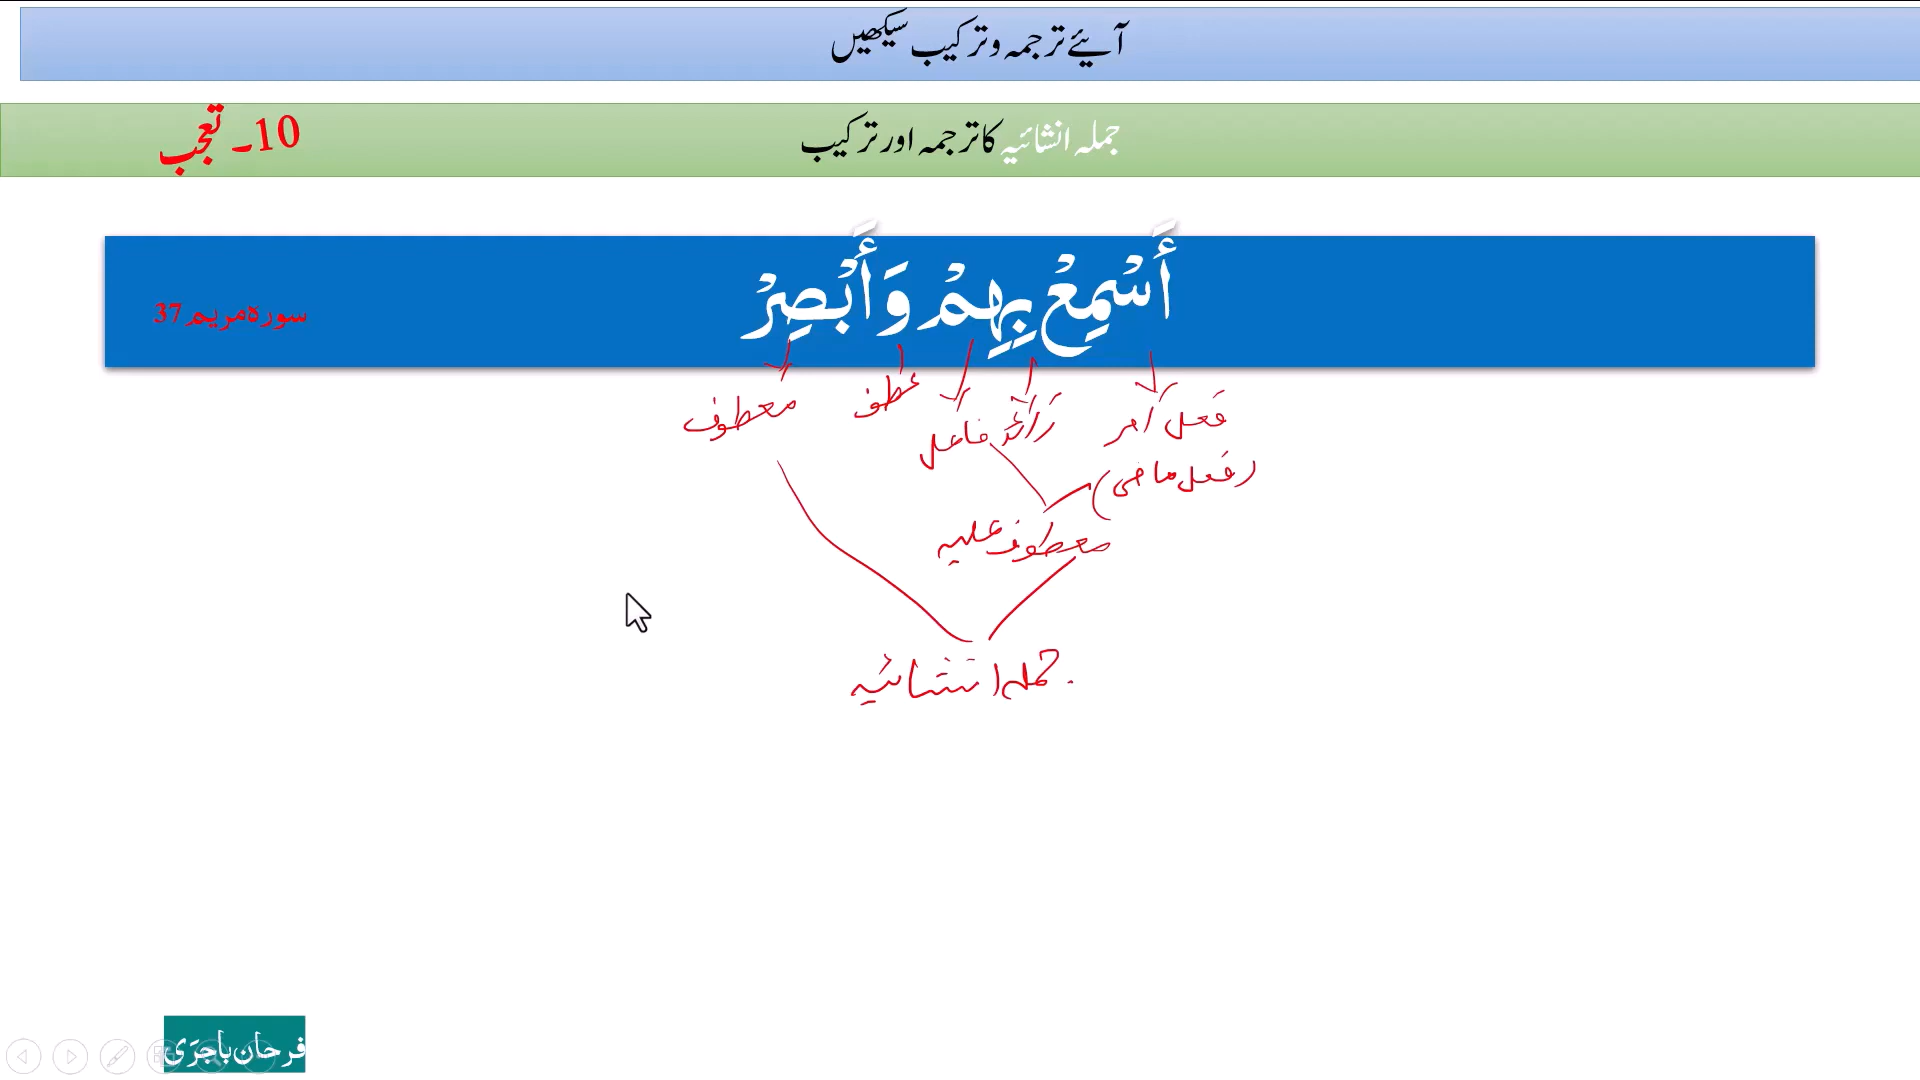 آیئے ترجمہ و ترکیب سیکھیں
جملہ انشائیہ کا ترجمہ اور ترکیب
10۔ تعجب
أَسْمِعْ بِهِمْ وَأَبْصِرْ
سورہ مریم 37
فعل امر زائد فاعل عطف معطوف
(فعل ماضی)
معطوف علیہ
جملہ انشائیہ
فرحان باجری